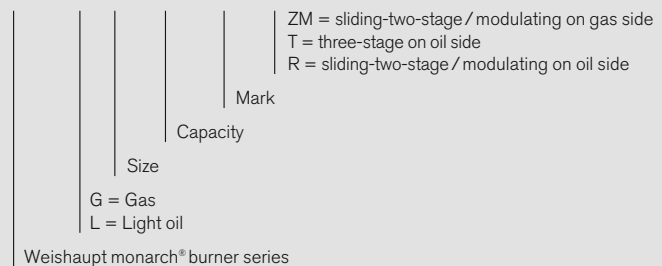 ZM = sliding-two-stage / modulating on gas side
T = three-stage on oil side
R = sliding-two-stage / modulating on oil side
Mark
Capacity
Size
G = Gas
L = Light oil
Weishaupt monarch® burner series